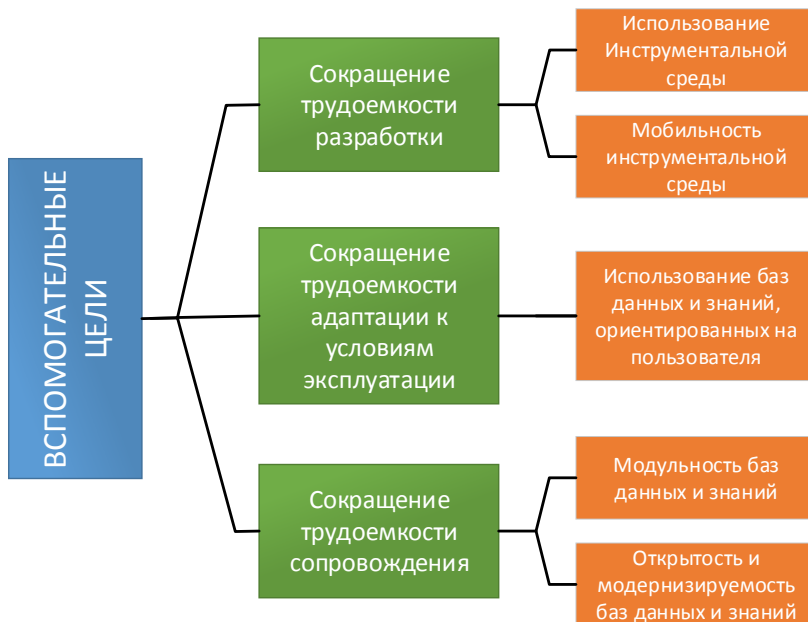 ВСПОМОГАТЕЛЬНЫЕ
ЦЕЛИ
Сокращение
трудоемкости
разработки
Использование
Инструментальной
среды
Мобильность
инструментальной
среды
Сокращение
трудоемкости
адаптации к
условиям
эксплуатации
Использование баз
данных и знаний,
ориентированных на
пользователя
Сокращение
трудоемкости
сопровождения
Модульность баз
данных и знаний
Открытость и
модернизируемость
баз данных и знаний